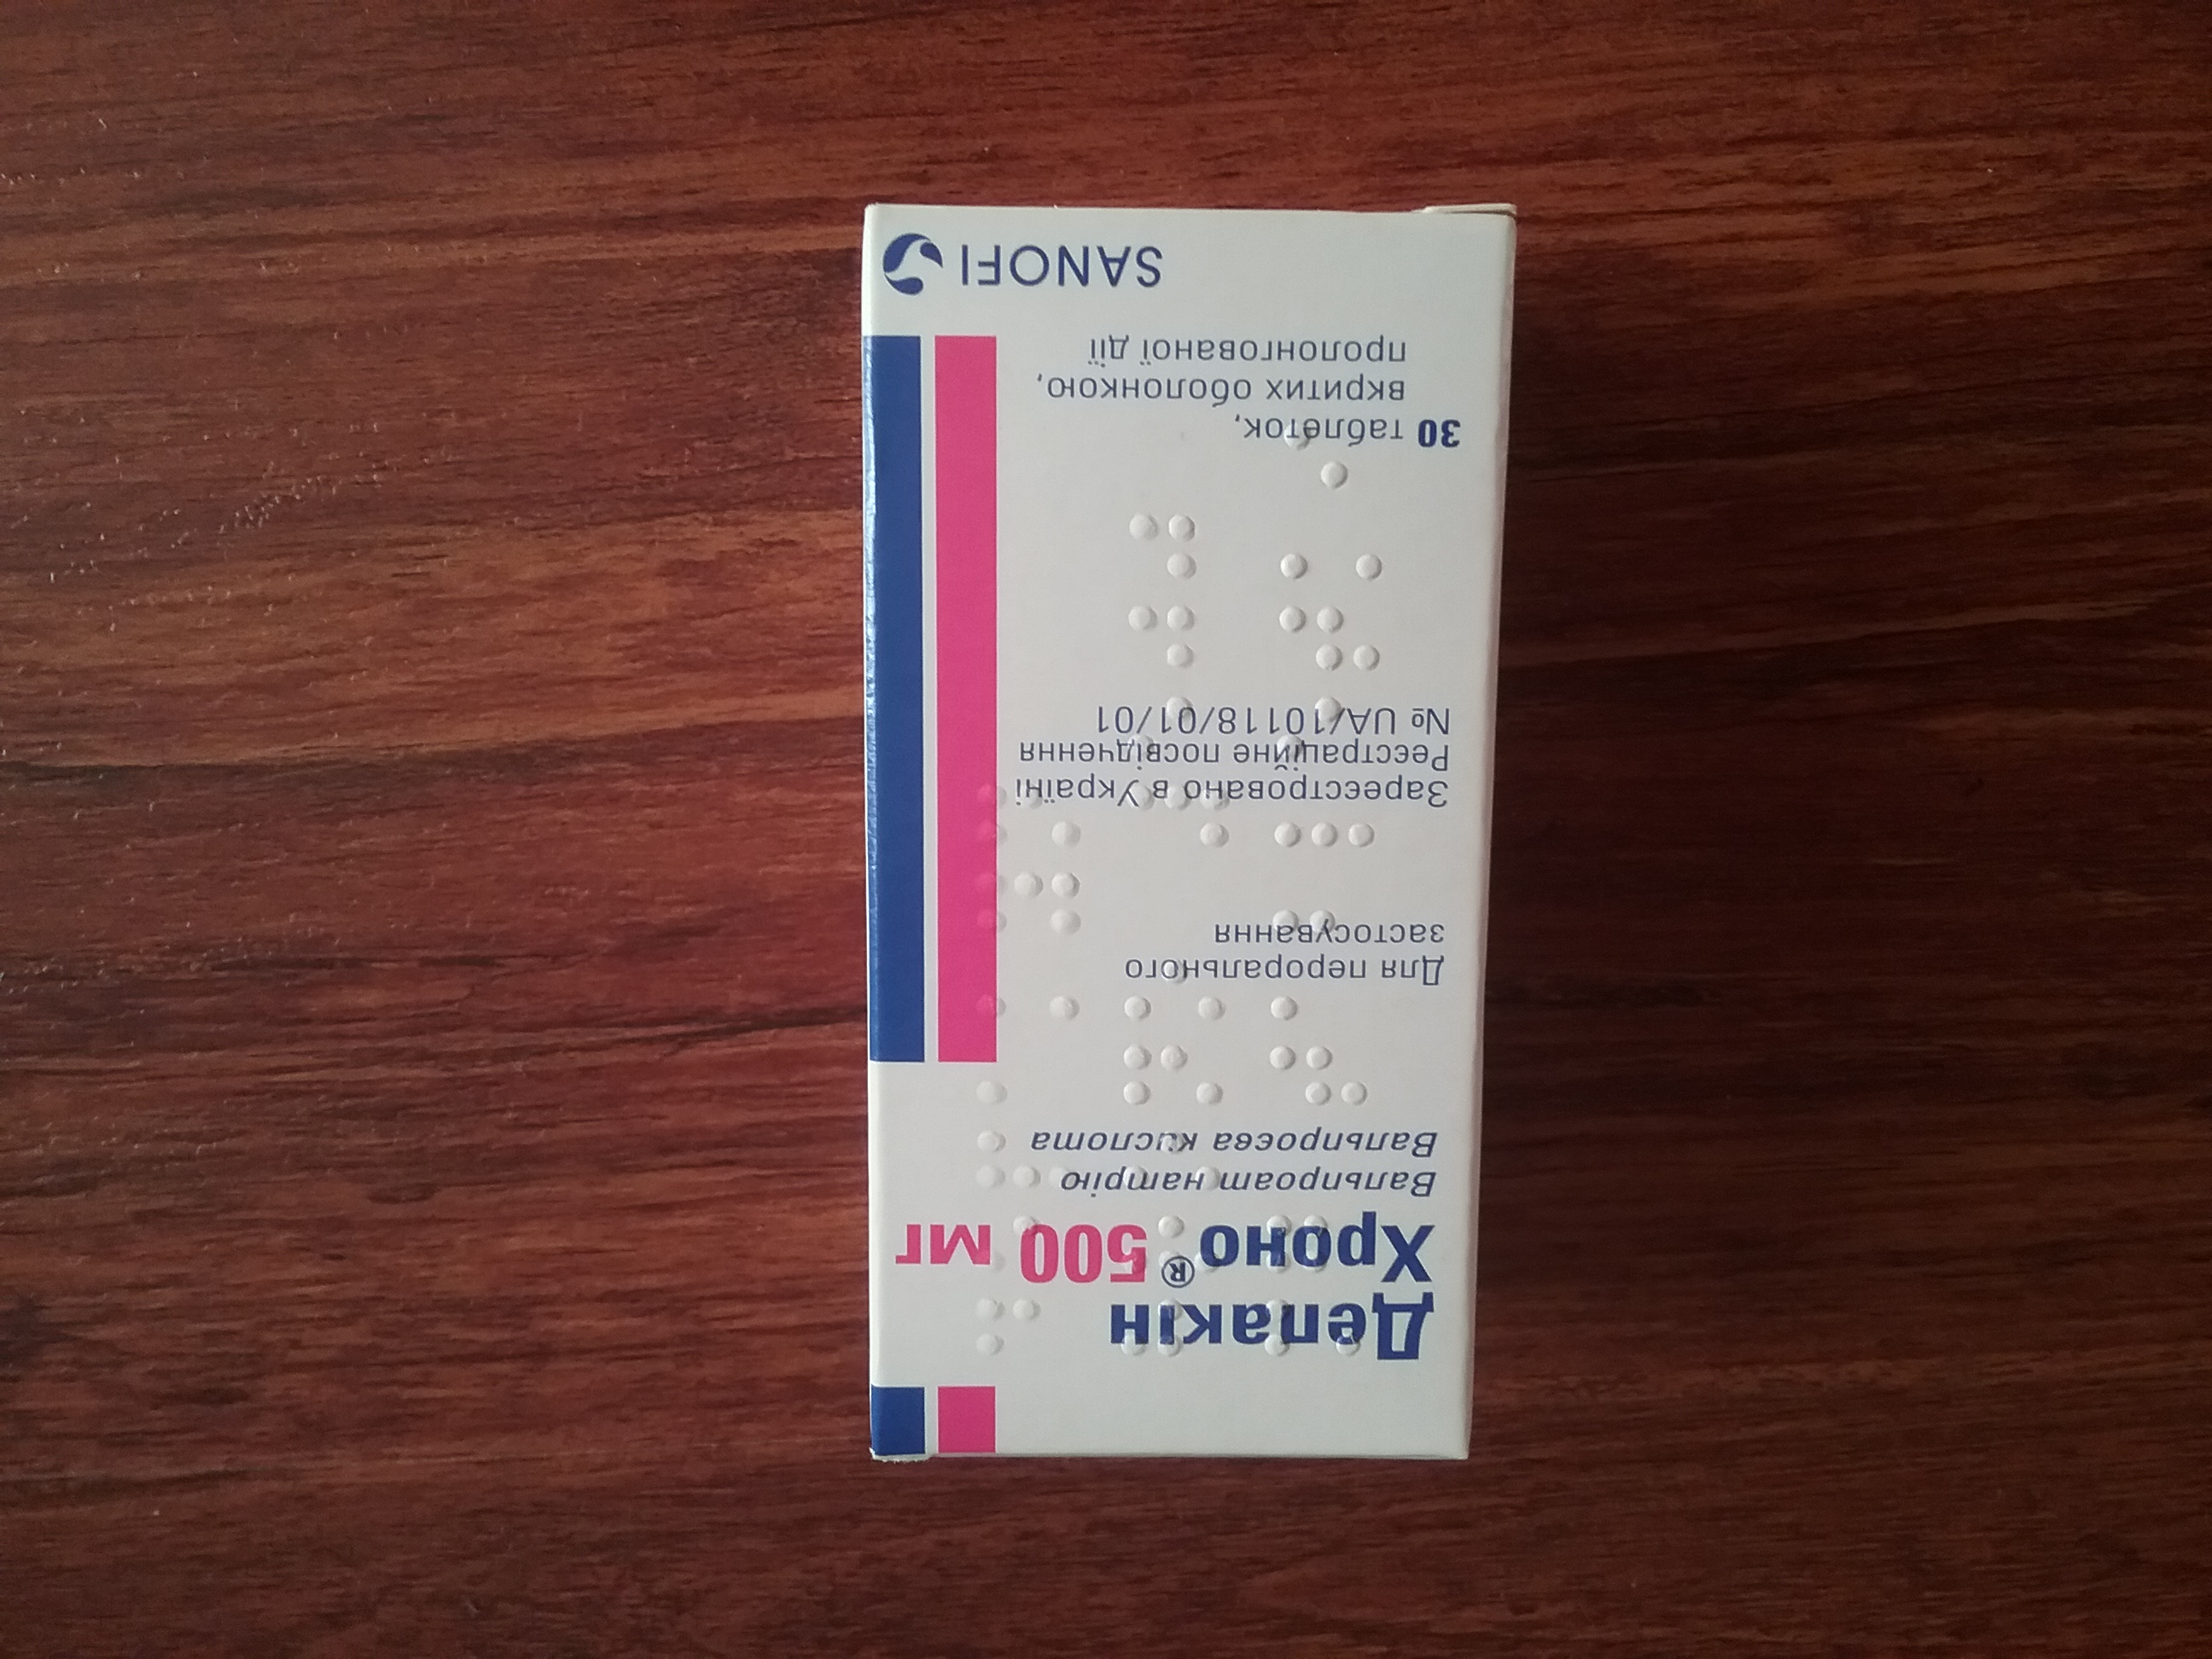 Депакін
Хроно® 500 мг
Вальпроат натрію
Вальпроєва кислота
Для перорального
застосування
Зареєстровано в Україні
Реєстраційне посвідчення
№ UA/10118/01/01
30 таблеток,
вкритих оболонкою,
пролонгованої дії
SANOFI